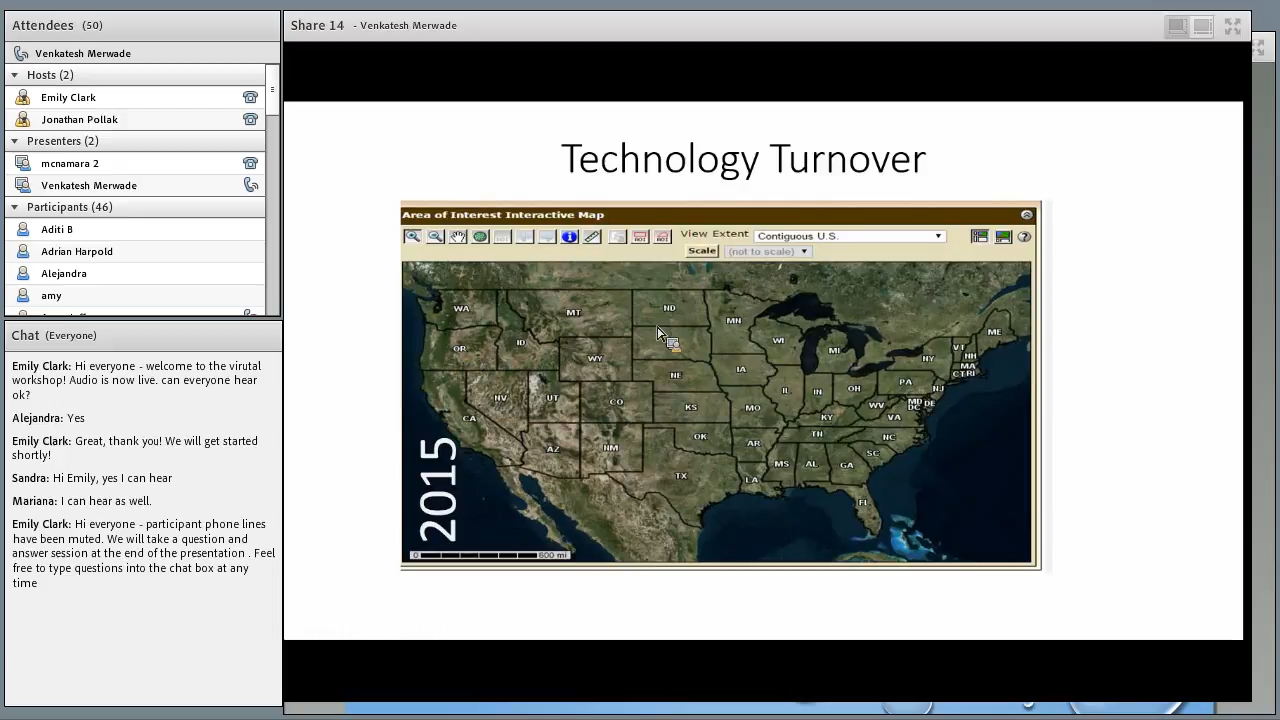 Attendees (50)
Venkatesh Merwade
Hosts (2)
Emily Clark
Jonathan Pollak
Presenters (2)
mcnamara 2
Venkatesh Merwade
Participants (46)
Aditi B
Adrian Harpold
Alejandra
amy
Chat (Everyone)
Emily Clark: Hi everyone - welcome to the virutal
workshop! Audio is now live. can everyone hear
ok?
Alejandra: Yes
Emily Clark: Great, thank you! We will get started
shortly!
Sandra: Hi Emily, yes I can hear
Mariana: I can hear as well.
Emily Clark: Hi everyone - participant phone lines
have been muted. We will take a question and
answer session at the end of the presentation . Feel
free to type questions into the chat box at any
time
Share 14 - Venkatesh Merwade
Technology Turnover
Area of Interest Interactive Map
View Extent Contiguous U.S.
Scale (not to scale)
WA MT ND MN ME
OR ID WY WI MI NY VT NH
MA
CT RI
NE IA PA NJ
NV UT CO IL IN OH MD DE
DC
CA KS MO KY WV VA
AZ NM OK AR TN NC
TX MS AL GA SC
LA FL
2015
0 600 mi